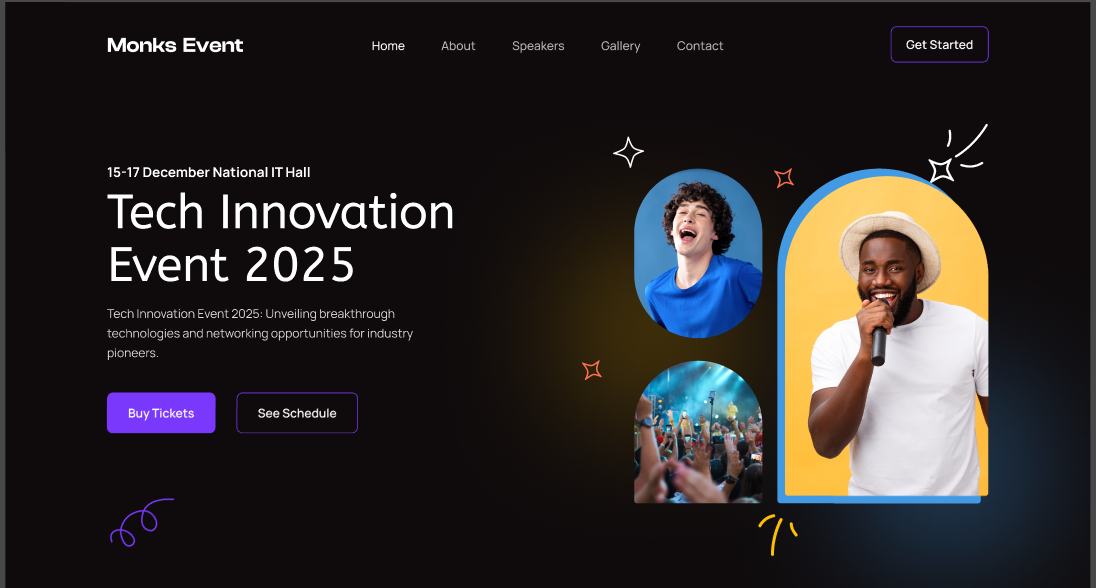 Monks Event
Home About Speakers Gallery Contact
Get Started
15-17 December National IT Hall
Tech Innovation
Event 2025
Tech Innovation Event 2025: Unveiling breakthrough
technologies and networking opportunities for industry
pioneers.
Buy Tickets
See Schedule